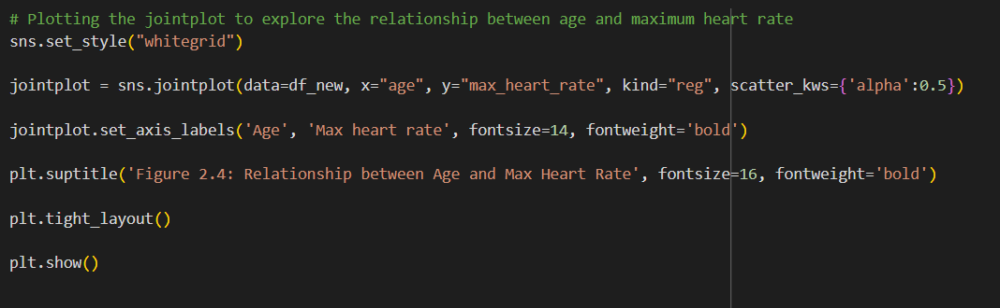 # Plotting the jointplot to explore the relationship between age and maximum heart rate
sns.set_style("whitegrid")
jointplot = sns.jointplot(data=df_new, x="age", y="max_heart_rate", kind="reg", scatter_kws={'alpha':0.5})
jointplot.set_axis_labels('Age', 'Max heart rate', fontsize=14, fontweight='bold')
plt.suptitle('Figure 2.4: Relationship between Age and Max Heart Rate', fontsize=16, fontweight='bold')
plt.tight_layout()
plt.show()